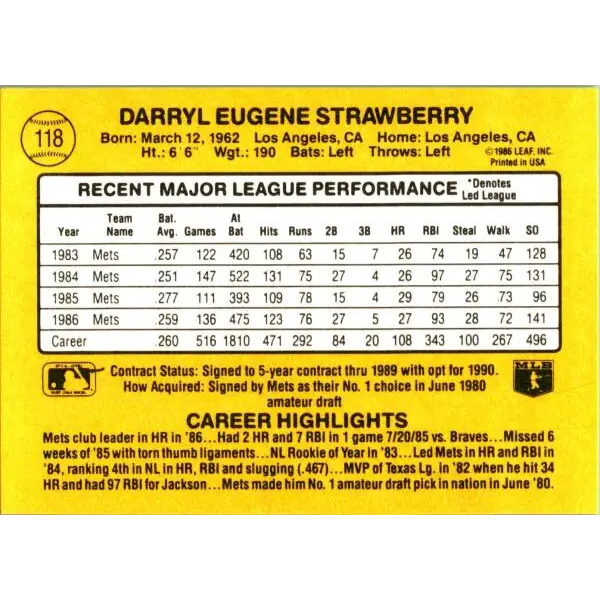 118
DARRYL EUGENE STRAWBERRY
Born: March 12, 1962 Los Angeles, CA Home: Los Angeles, CA
Ht.: 6'6" Wgt.: 190 Bats: Left Throws: Left
©1986 LEAF, INC.
Printed in USA
RECENT MAJOR LEAGUE PERFORMANCE *Denotes Led League
Year Team Name Bat. Avg. Games At Bat Hits Runs 2B 3B HR RBI Steal Walk SO
1983 Mets .257 122 420 108 63 15 7 26 74 19 47 128
1984 Mets .251 147 522 131 75 27 4 26 97 27 75 131
1985 Mets .277 111 393 109 78 15 4 29 79 26 73 96
1986 Mets .259 136 475 123 76 27 5 27 93 28 72 141
Career .260 516 1810 471 292 84 20 108 343 100 267 496
Contract Status: Signed to 5-year contract thru 1989 with opt for 1990.
How Acquired: Signed by Mets as their No. 1 choice in June 1980
amateur draft
MLB
CAREER HIGHLIGHTS
Mets club leader in HR in '86...Had 2 HR and 7 RBI in 1 game 7/20/85 vs. Braves...Missed 6
weeks of '85 with torn thumb ligaments...NL Rookie of Year in '83...Led Mets in HR and RBI in
'84, ranking 4th in NL in HR, RBI and slugging (.467)...MVP of Texas Lg. in '82 when he hit 34
HR and had 97 RBI for Jackson...Mets made him No. 1 amateur draft pick in nation in June '80.